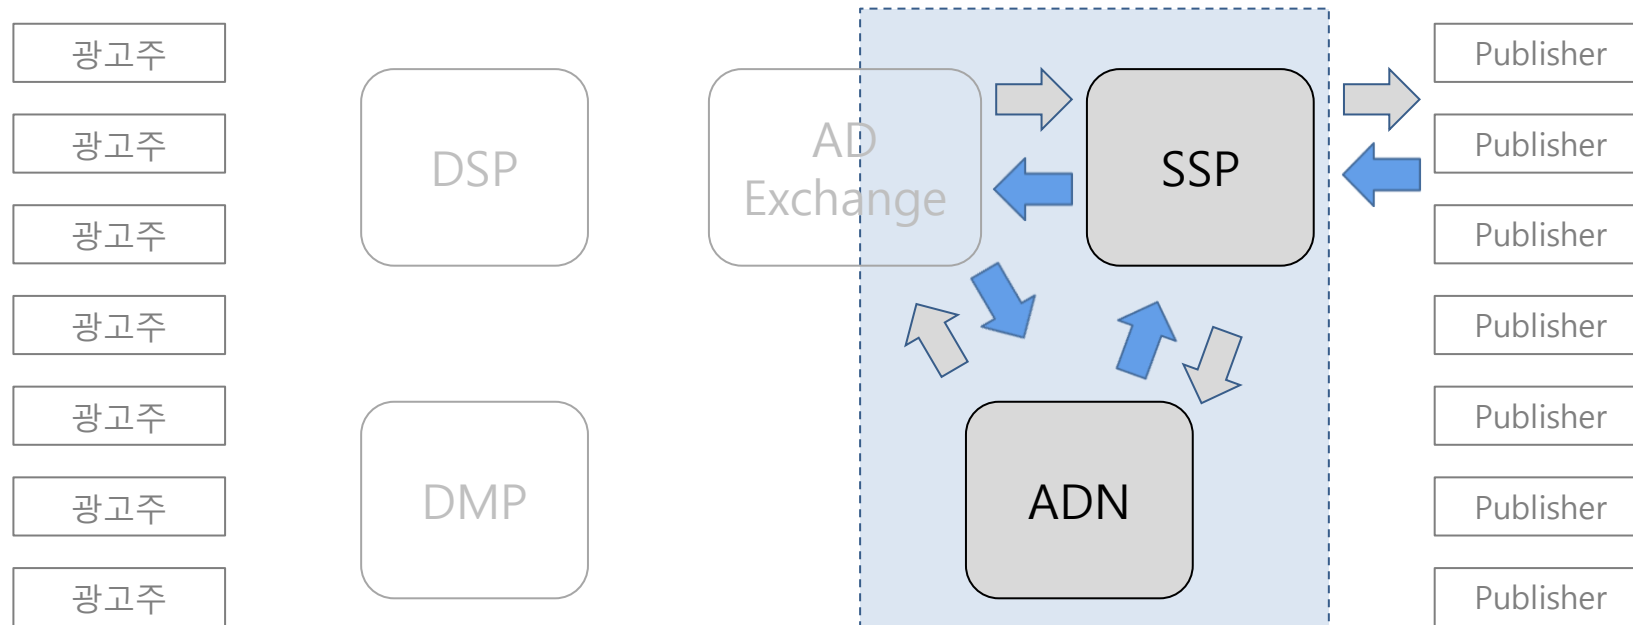 광고주
광고주
광고주
광고주
광고주
광고주
광고주
DSP
DMP
AD
Exchange
SSP
ADN
Publisher
Publisher
Publisher
Publisher
Publisher
Publisher
Publisher